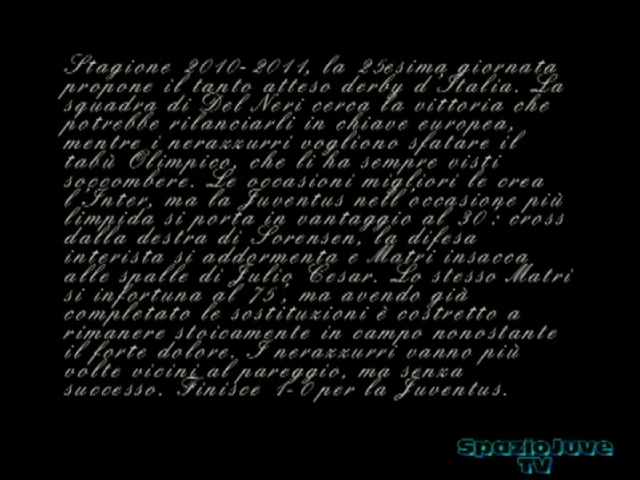 Stagione 2010-2011, la 25esima giornata
propone il tanto atteso derby d'Italia. La
squadra di Del Neri cerca la vittoria che
potrebbe rilanciarli in chiave europea,
mentre i nerazzurri vogliono sfatare il
tabù Olimpico, che li ha sempre visti
soccombere. Le occasioni migliori le crea
l'Inter, ma la Juventus nell'occasione più
limpida si porta in vantaggio al 30': cross
dalla destra di Sorensen, la difesa
interista si addormenta e Matri insacca
alle spalle di Julio Cesar. Lo stesso Matri
si infortuna al 75', ma avendo già
completato le sostituzioni è costretto a
rimanere stoicamente in campo nonostante
il forte dolore. I nerazzurri vanno più
volte vicini al pareggio, ma senza
successo. Finisce 1-0 per la Juventus.
SpazioJuve
TV